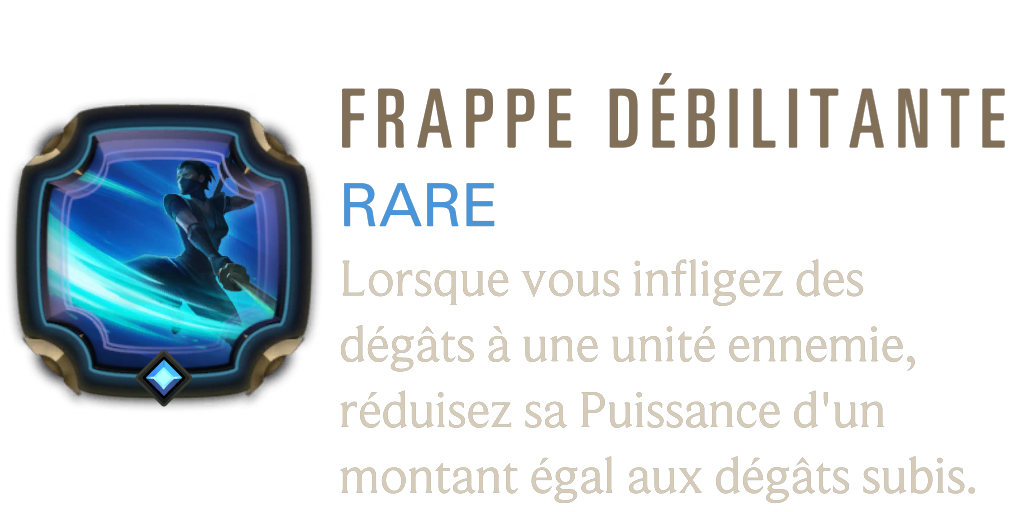 FRAPPE DÉBILITANTE
RARE
Lorsque vous infligez des
dégâts à une unité ennemie,
réduisez sa Puissance d'un
montant égal aux dégâts subis.